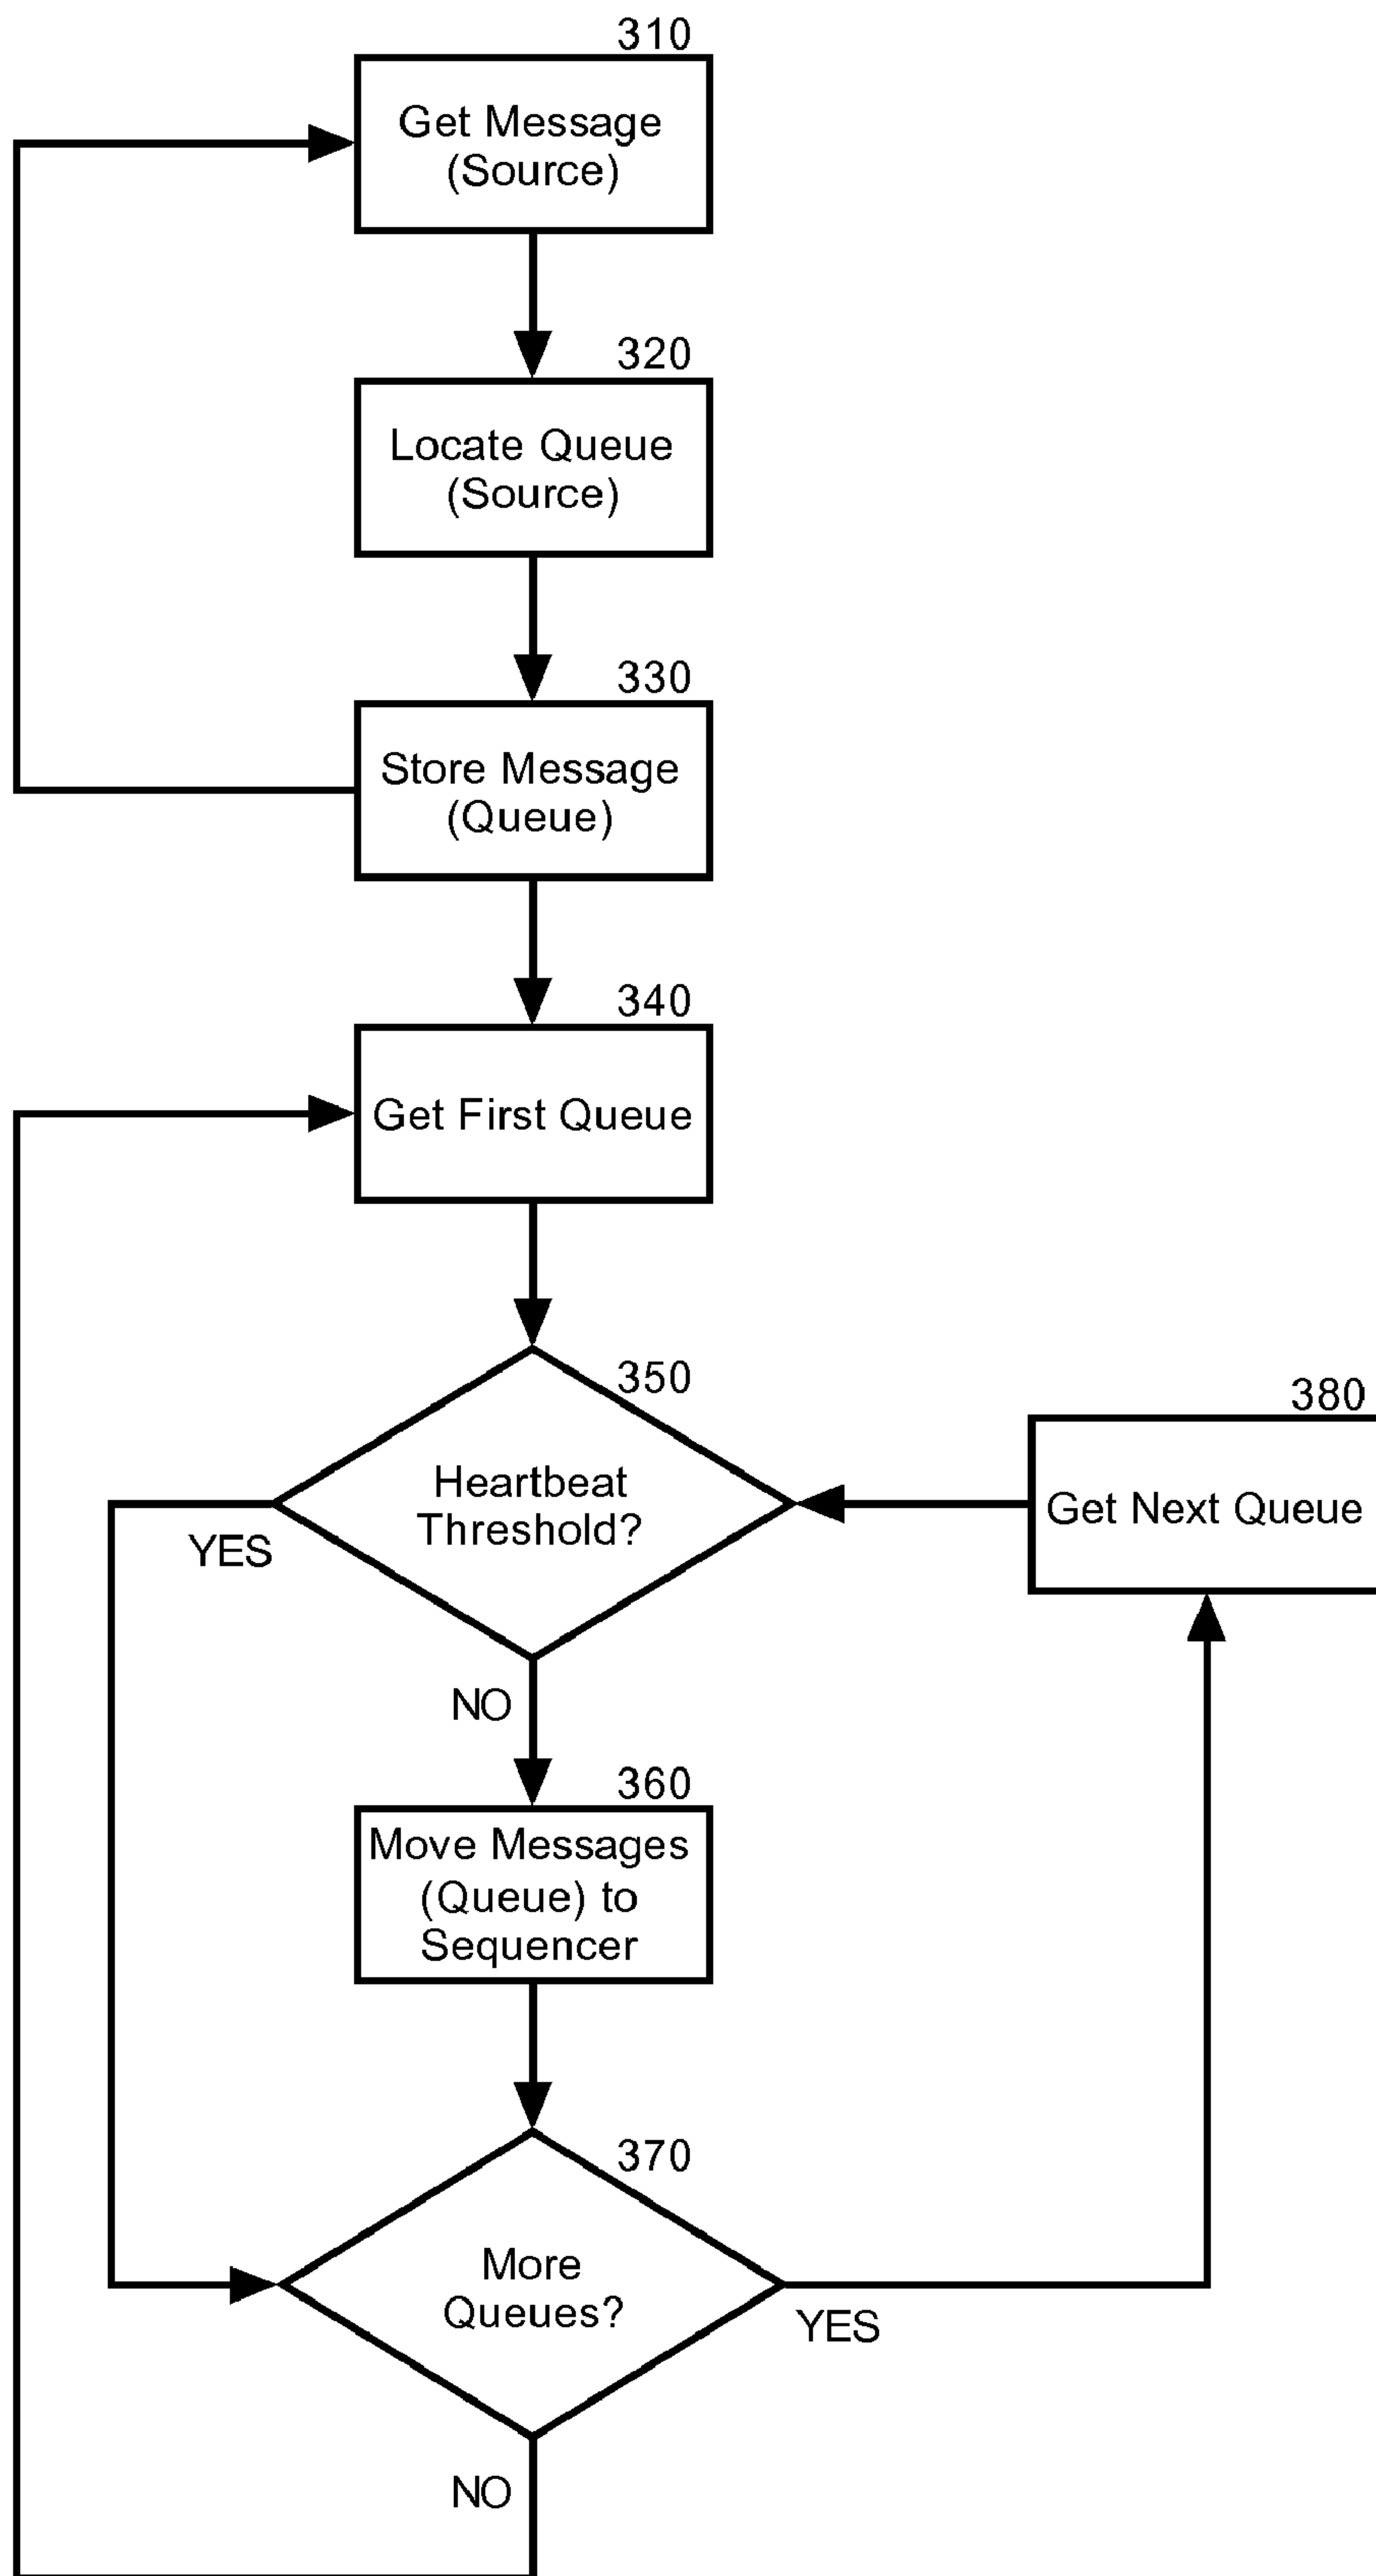 310
Get Message
(Source)
320
Locate Queue
(Source)
330
Store Message
(Queue)
340
Get First Queue
350
Heartbeat
Threshold?
YES
NO
380
Get Next Queue
360
Move Messages
(Queue) to
Sequencer
370
More
Queues?
YES
NO